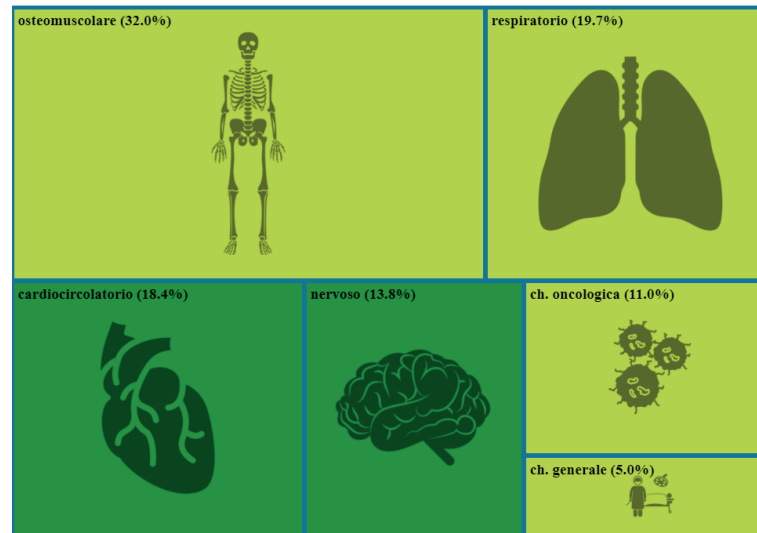 osteomuscolare (32.0%)
respiratorio (19.7%)
cardiocircolatorio (18.4%)
nervoso (13.8%)
ch. oncologica (11.0%)
ch. generale (5.0%)